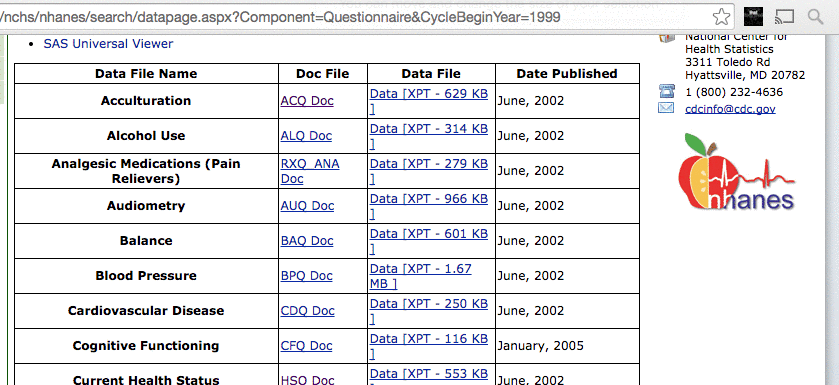 /nchs/nhanes/search/datapage.aspx?Component=Questionnaire&CycleBeginYear=1999
SAS Universal Viewer
Data File Name Doc File Data File Date Published
Acculturation ACQ Doc Data [XPT - 629 KB
] June, 2002
Alcohol Use ALQ Doc Data [XPT - 314 KB
] June, 2002
Analgesic Medications (Pain
Relievers) RXQ_ANA
Doc Data [XPT - 279 KB
] June, 2002
Audiometry AUQ Doc Data [XPT - 966 KB
] June, 2002
Balance BAQ Doc Data [XPT - 601 KB
] June, 2002
Blood Pressure BPQ Doc Data [XPT - 1.67
MB ] June, 2002
Cardiovascular Disease CDQ Doc Data [XPT - 250 KB
] June, 2002
Cognitive Functioning CFQ Doc Data [XPT - 116 KB
] January, 2005
Current Health Status HSQ Doc Data [XPT - 553 KB June, 2002
National Center for
Health Statistics
3311 Toledo Rd
Hyattsville, MD 20782
1 (800) 232-4636
cdcinfo@cdc.gov
nhanes